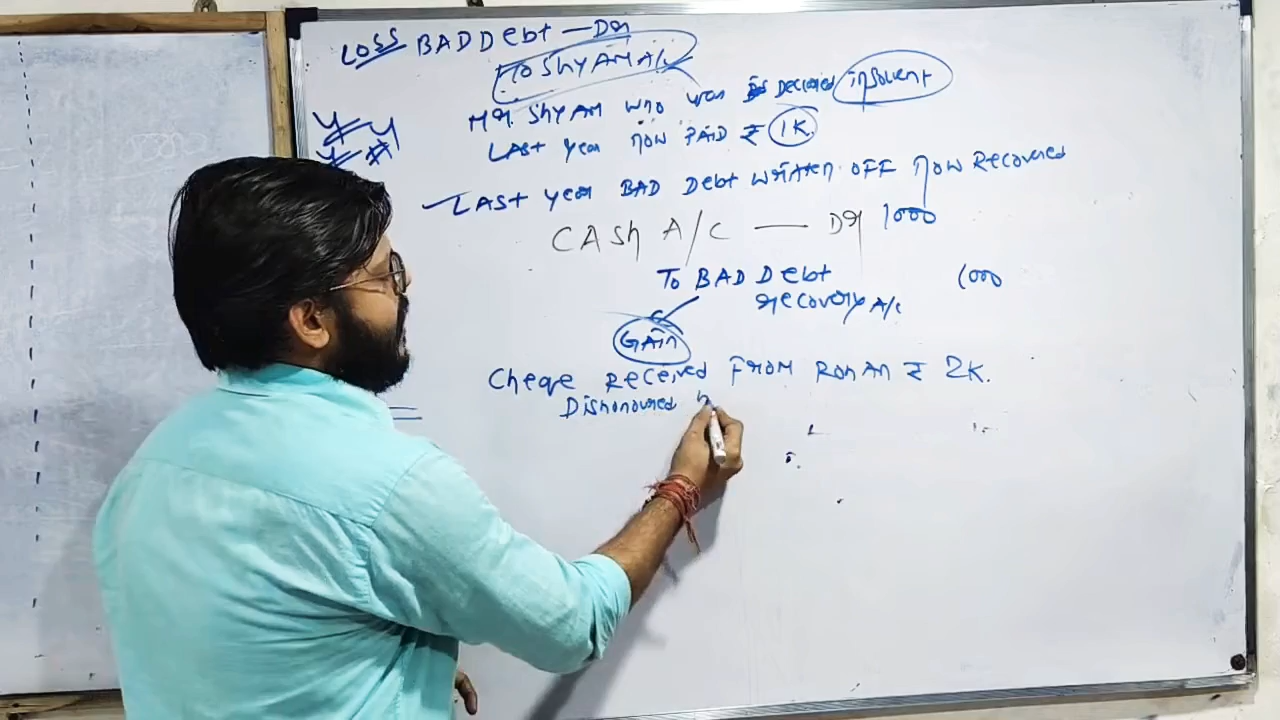 LOSS BAD Debt — Dr
To SHYAM A/c
Mr. SHYAM who was Declared insolvent
LAST year now PAID ₹ 1K.
LAST year BAD Debt written OFF now Recovered
CASH A/C — Dr 1000
To BAD Debt 1000
recovery A/c
GAin
Cheqe Received From RohAn ₹ 2K.
Dishonoured